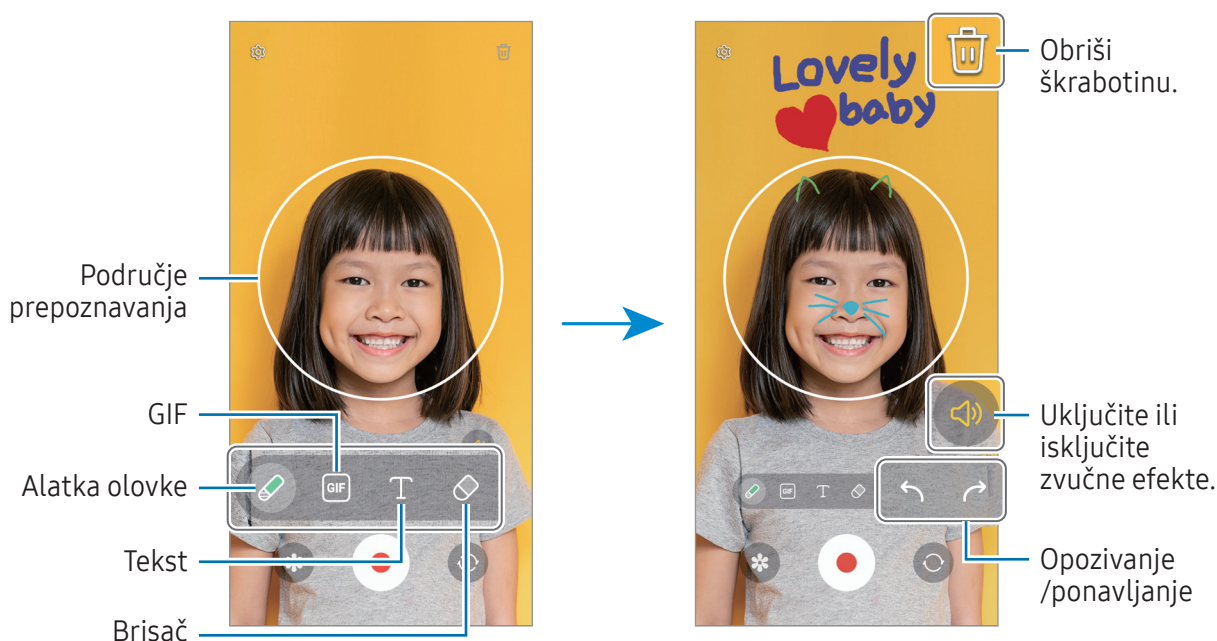 Područje
prepoznavanja
GIF
Alatka olovke
Tekst
Brisač
GIF
T
Lovely
baby
GIF
T
Obriši
škrabotinu.
Uključite ili
isključite
zvučne efekte.
Opozivanje
/ponavljanje